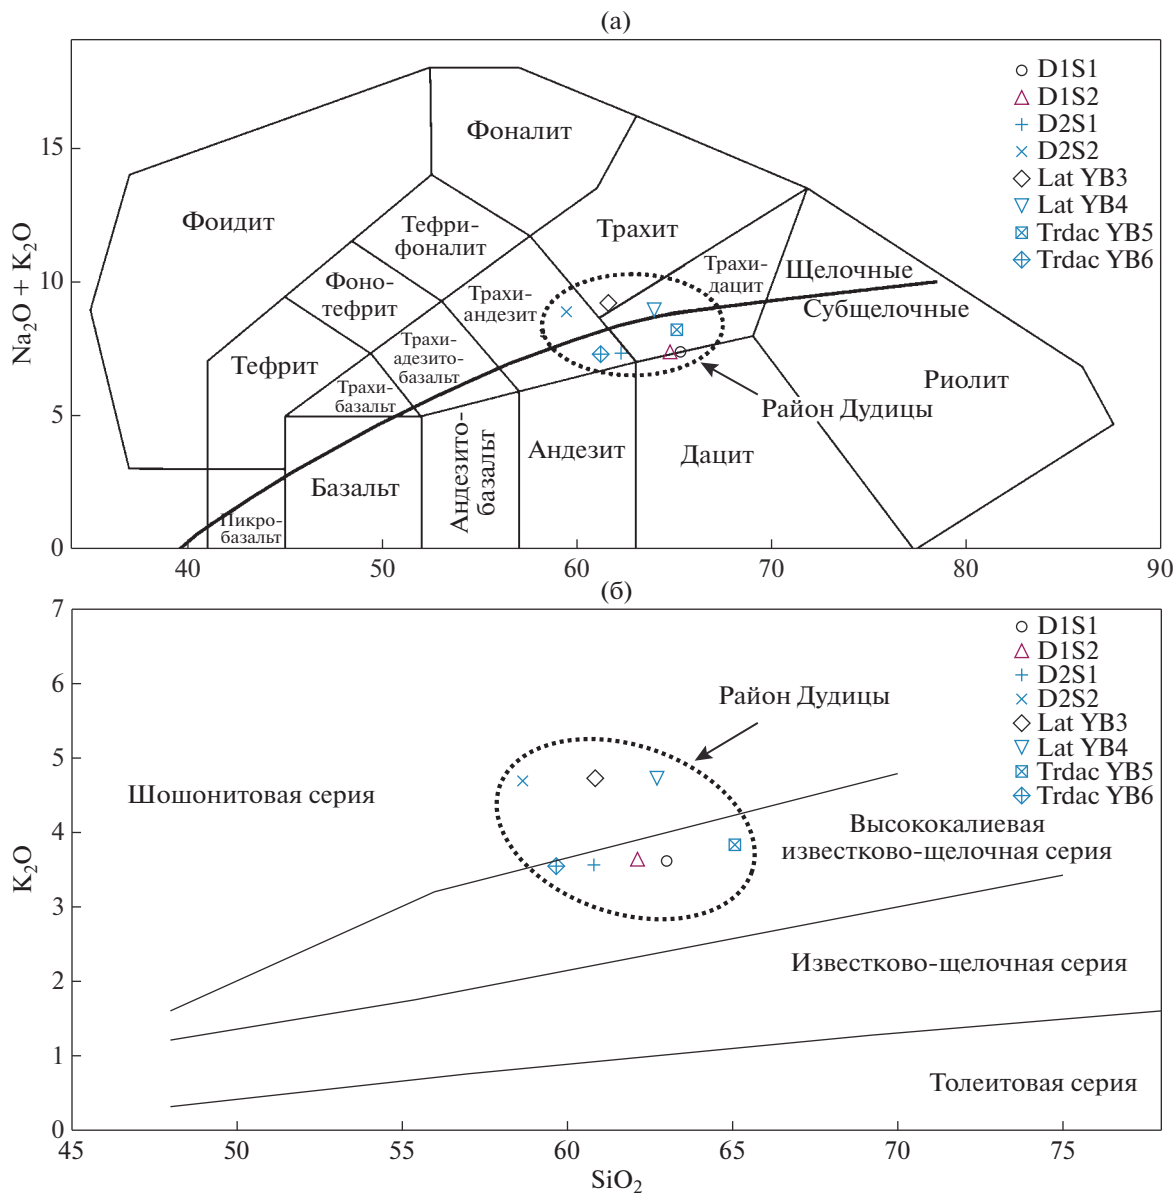 (а)
D1S1
D1S2
D2S1
D2S2
Lat YB3
Lat YB4
Trdac YB5
Trdac YB6
Na₂O + K₂O
15
10
5
0
Фоналит
Фоидит
Тефри-
фоналит
Трахит
Фоно-
тефрит
Трахи-
андезит
Трахи-
дацит
Щелочные
Субщелочные
Тефрит
Трахи-
адезито-
базальт
Трахи-
базальт
Район Дудицы
Риолит
Базальт
Андезито-
базальт
Андезит
Дацит
Пикро-
базальт
40
50
60
70
80
90
(б)
D1S1
D1S2
D2S1
D2S2
Lat YB3
Lat YB4
Trdac YB5
Trdac YB6
K₂O
7
6
5
4
3
2
1
0
Район Дудицы
Шошонитовая серия
Высококалиевая
известково-щелочная серия
Известково-щелочная серия
Толеитовая серия
45
50
55
60
65
70
75
SiO₂